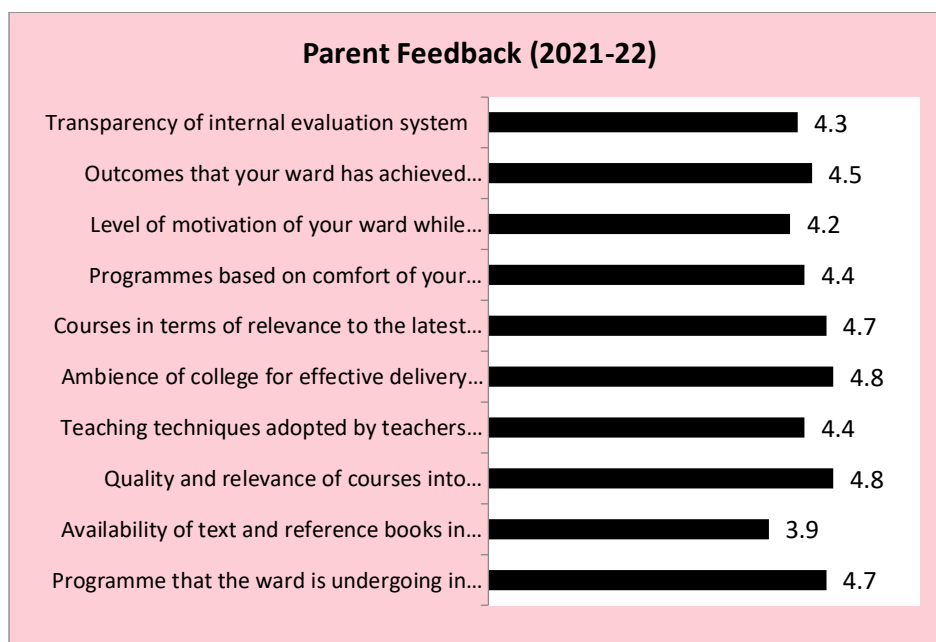 Parent Feedback (2021-22)
Transparency of internal evaluation system 4.3
Outcomes that your ward has achieved... 4.5
Level of motivation of your ward while... 4.2
Programmes based on comfort of your... 4.4
Courses in terms of relevance to the latest... 4.7
Ambience of college for effective delivery... 4.8
Teaching techniques adopted by teachers... 4.4
Quality and relevance of courses into... 4.8
Availability of text and reference books in... 3.9
Programme that the ward is undergoing in... 4.7